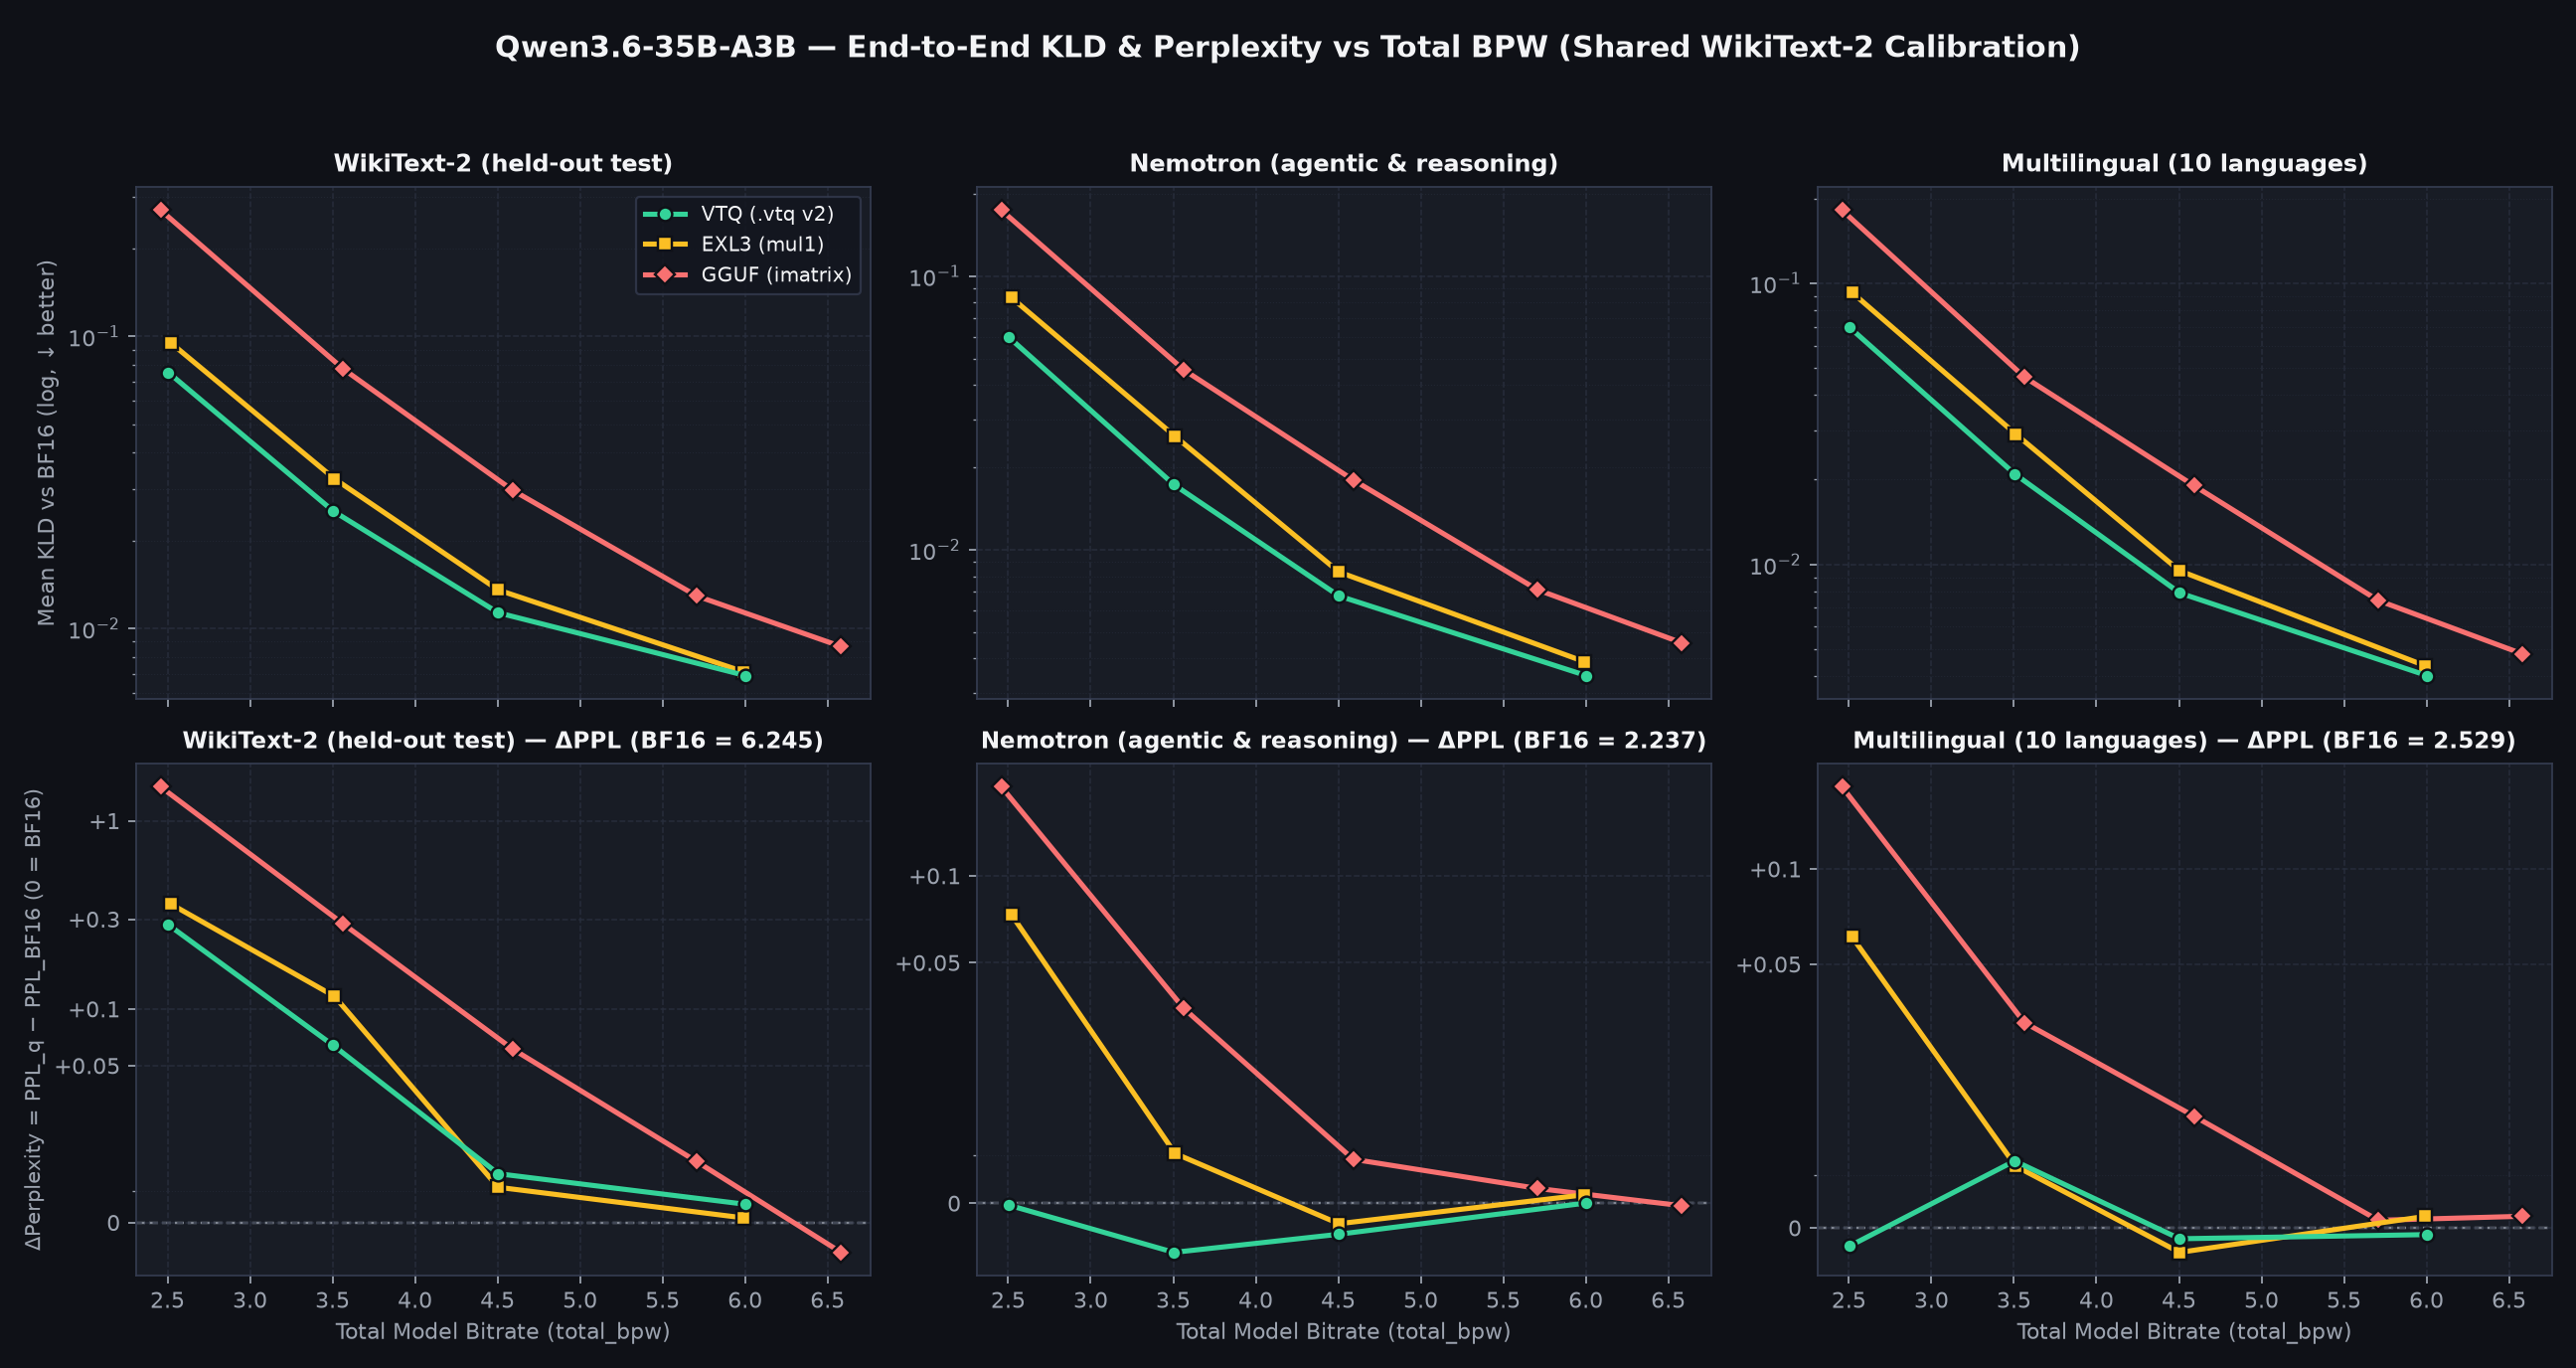 Qwen3.6-35B-A3B — End-to-End KLD & Perplexity vs Total BPW (Shared WikiText-2 Calibration)
WikiText-2 (held-out test)
Mean KLD vs BF16 (log, ↓ better)
10⁻¹
10⁻²
VTQ (.vtq v2)
EXL3 (mul1)
GGUF (imatrix)
Nemotron (agentic & reasoning)
10⁻¹
10⁻²
Multilingual (10 languages)
10⁻¹
10⁻²
WikiText-2 (held-out test) — ΔPPL (BF16 = 6.245)
ΔPerplexity = PPL_q − PPL_BF16 (0 = BF16)
+1
+0.3
+0.1
+0.05
0
2.5 3.0 3.5 4.0 4.5 5.0 5.5 6.0 6.5
Total Model Bitrate (total_bpw)
Nemotron (agentic & reasoning) — ΔPPL (BF16 = 2.237)
+0.1
+0.05
0
2.5 3.0 3.5 4.0 4.5 5.0 5.5 6.0 6.5
Total Model Bitrate (total_bpw)
Multilingual (10 languages) — ΔPPL (BF16 = 2.529)
+0.1
+0.05
0
2.5 3.0 3.5 4.0 4.5 5.0 5.5 6.0 6.5
Total Model Bitrate (total_bpw)